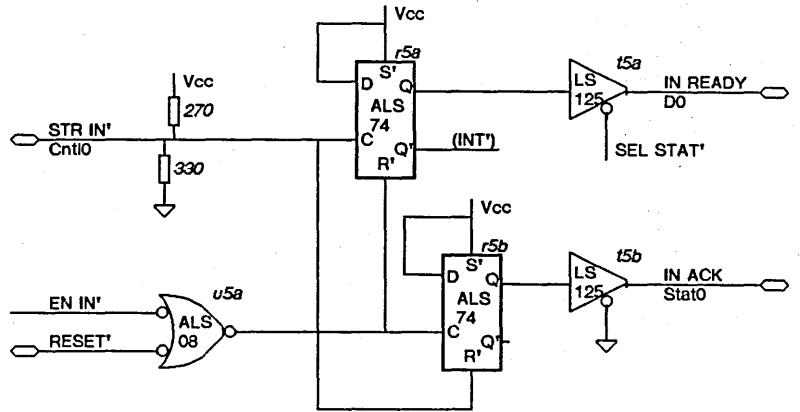 Vcc
r5a
t5a
S'
D
Q
ALS
74
C
Q'
R'
LS
125
IN READY
D0
Vcc
270
STR IN'
Cntl0
330
(INT')
SEL STAT'
Vcc
r5b
t5b
S'
D
Q
ALS
74
C
Q'
R'
LS
125
IN ACK
Stat0
u5a
EN IN'
ALS
08
RESET'